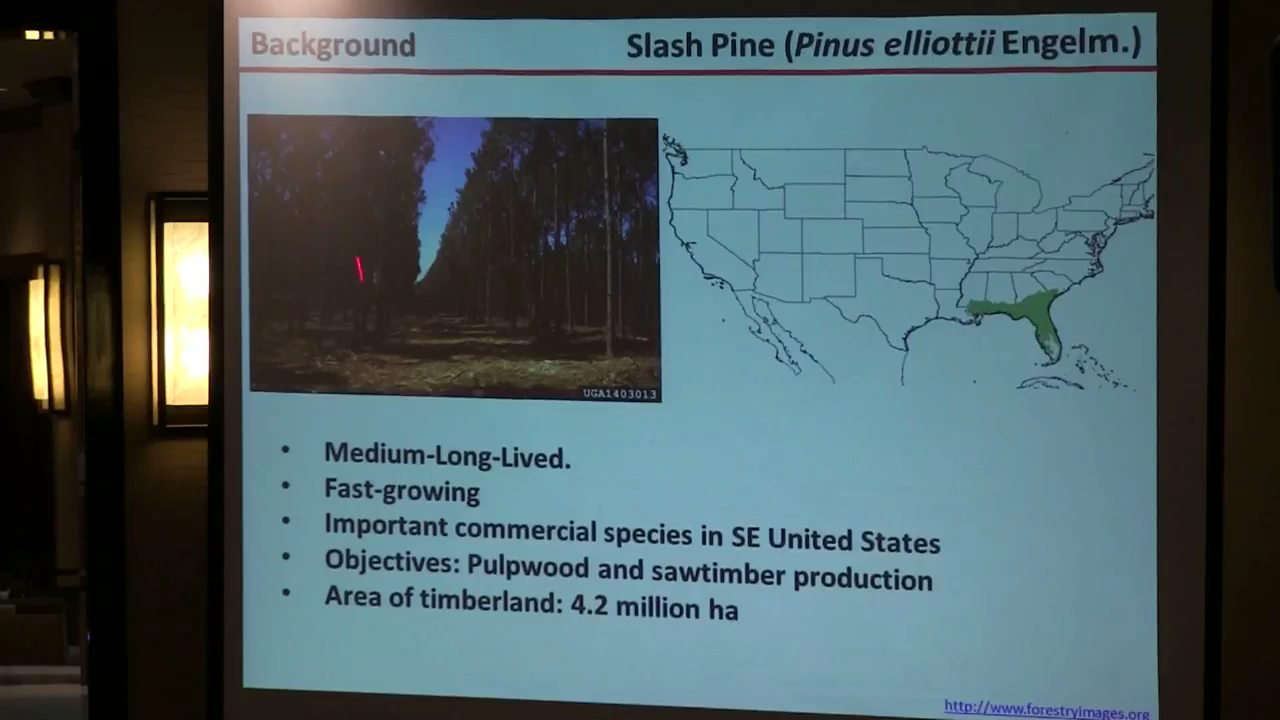 Background
Slash Pine (Pinus elliottii Engelm.)
UGA1403013
• Medium-Long-Lived.
• Fast-growing
• Important commercial species in SE United States
• Objectives: Pulpwood and sawtimber production
• Area of timberland: 4.2 million ha
http://www.forestryimages.org